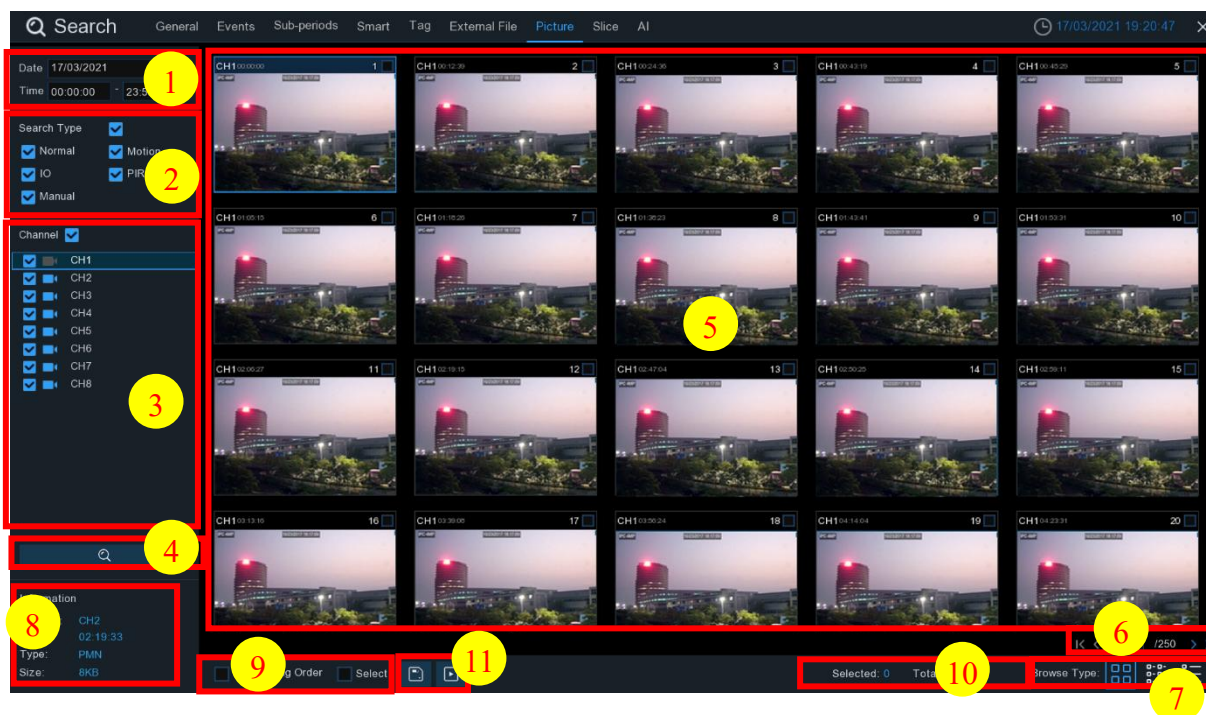 Search General Events Sub-periods Smart Tag External File Picture Slice AI 17/03/2021 19:20:47
Date 17/03/2021
Time 00:00:00 -
1
Search Type
Normal Motion
IO PIR
Manual
2
Channel
CH1
CH2
CH3
CH4
CH5
CH6
CH7
CH8
3
4
CH2
02:19:33
Type: PMN
Size: 8KB
8
CH1 00:00:00 1
CH1 00:12:39 2
CH1 00:24:36 3
CH1 00:43:19 4
CH1 00:45:29 5
CH1 01:05:15 6
CH1 7
CH1 01:36:23 8
CH1 01:43:41 9
CH1 01:53:31 10
5
CH1 02:06:27 11
CH1 02:19:15 12
CH1 02:47:04 13
CH1 02:50:25 14
CH1 15
CH1 03:13:16 16
CH1 03:39:06 17
CH1 03:56:24 18
CH1 04:14:04 19
CH1 04:23:31 20
6
/250
9
Order Select
11
Selected: 0
10
Browse Type:
7